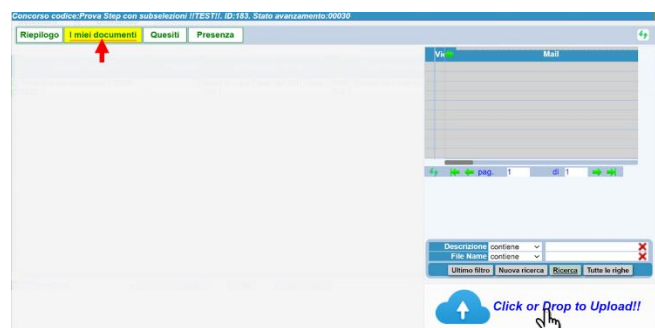 Concorso codice:Prova Step con subselezioni !!TEST!!. ID:183. Stato avanzamento:00030
Riepilogo I miei documenti Quesiti Presenza
Vi Mail
pag. 1 di 1
Descrizione contiene
File Name contiene
Ultimo filtro Nuova ricerca Ricerca Tutte le righe
Click or Drop to Upload!!